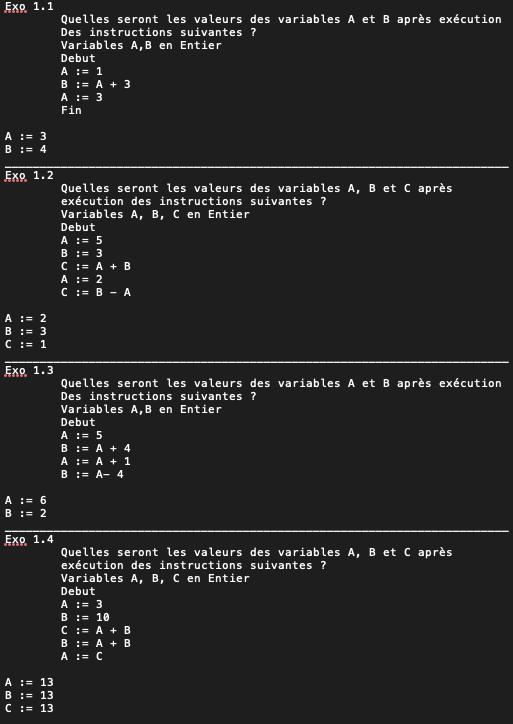 Exo 1.1
Quelles seront les valeurs des variables A et B après exécution
Des instructions suivantes ?
Variables A,B en Entier
Debut
A := 1
B := A + 3
A := 3
Fin
A := 3
B := 4
Exo 1.2
Quelles seront les valeurs des variables A, B et C après
exécution des instructions suivantes ?
Variables A, B, C en Entier
Debut
A := 5
B := 3
C := A + B
A := 2
C := B – A
A := 2
B := 3
C := 1
Exo 1.3
Quelles seront les valeurs des variables A et B après exécution
Des instructions suivantes ?
Variables A,B en Entier
Debut
A := 5
B := A + 4
A := A + 1
B := A– 4
A := 6
B := 2
Exo 1.4
Quelles seront les valeurs des variables A, B et C après
exécution des instructions suivantes ?
Variables A, B, C en Entier
Debut
A := 3
B := 10
C := A + B
B := A + B
A := C
A := 13
B := 13
C := 13